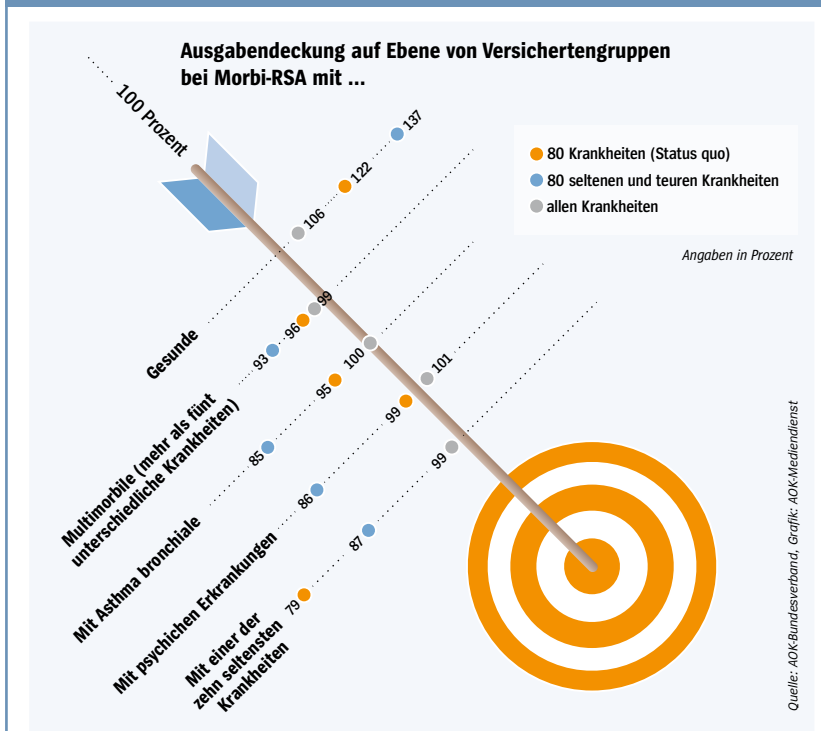 Ausgabendeckung auf Ebene von Versichertengruppen
bei Morbi-RSA mit ...
100 Prozent
80 Krankheiten (Status quo)
80 seltenen und teuren Krankheiten
allen Krankheiten
Angaben in Prozent
Gesunde
106
122
137
Multimorbile (mehr als fünt
unterschiedliche Krankheiten)
93
96
99
Mit Asthma bronchiale
85
95
100
Mit psychichen Erkrankungen
86
99
101
Mit einer der
zehn seltensten
Krankheiten
79
87
99
Quelle: AOK-Bundesverband, Grafik: AOK-Mediendienst